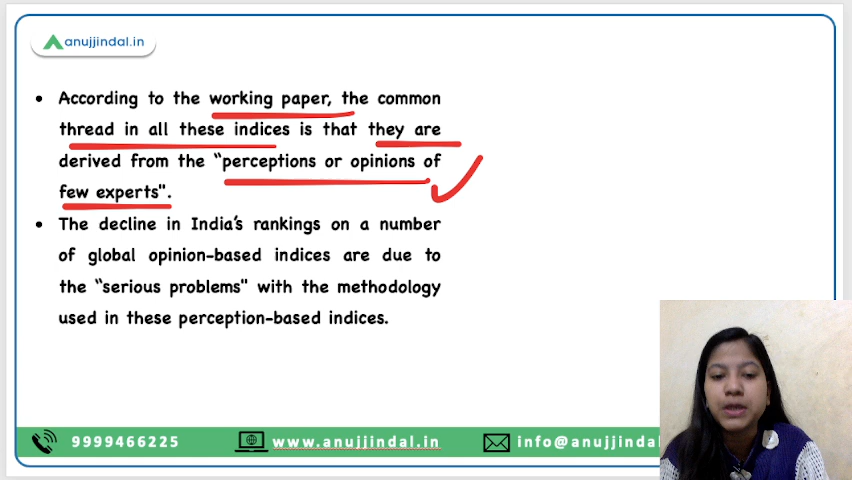 anujjindal.in
• According to the working paper, the common
thread in all these indices is that they are
derived from the "perceptions or opinions of
few experts".
• The decline in India's rankings on a number
of global opinion-based indices are due to
the "serious problems" with the methodology
used in these perception-based indices.
9999466225 www.anujjindal.in info@anujjindal